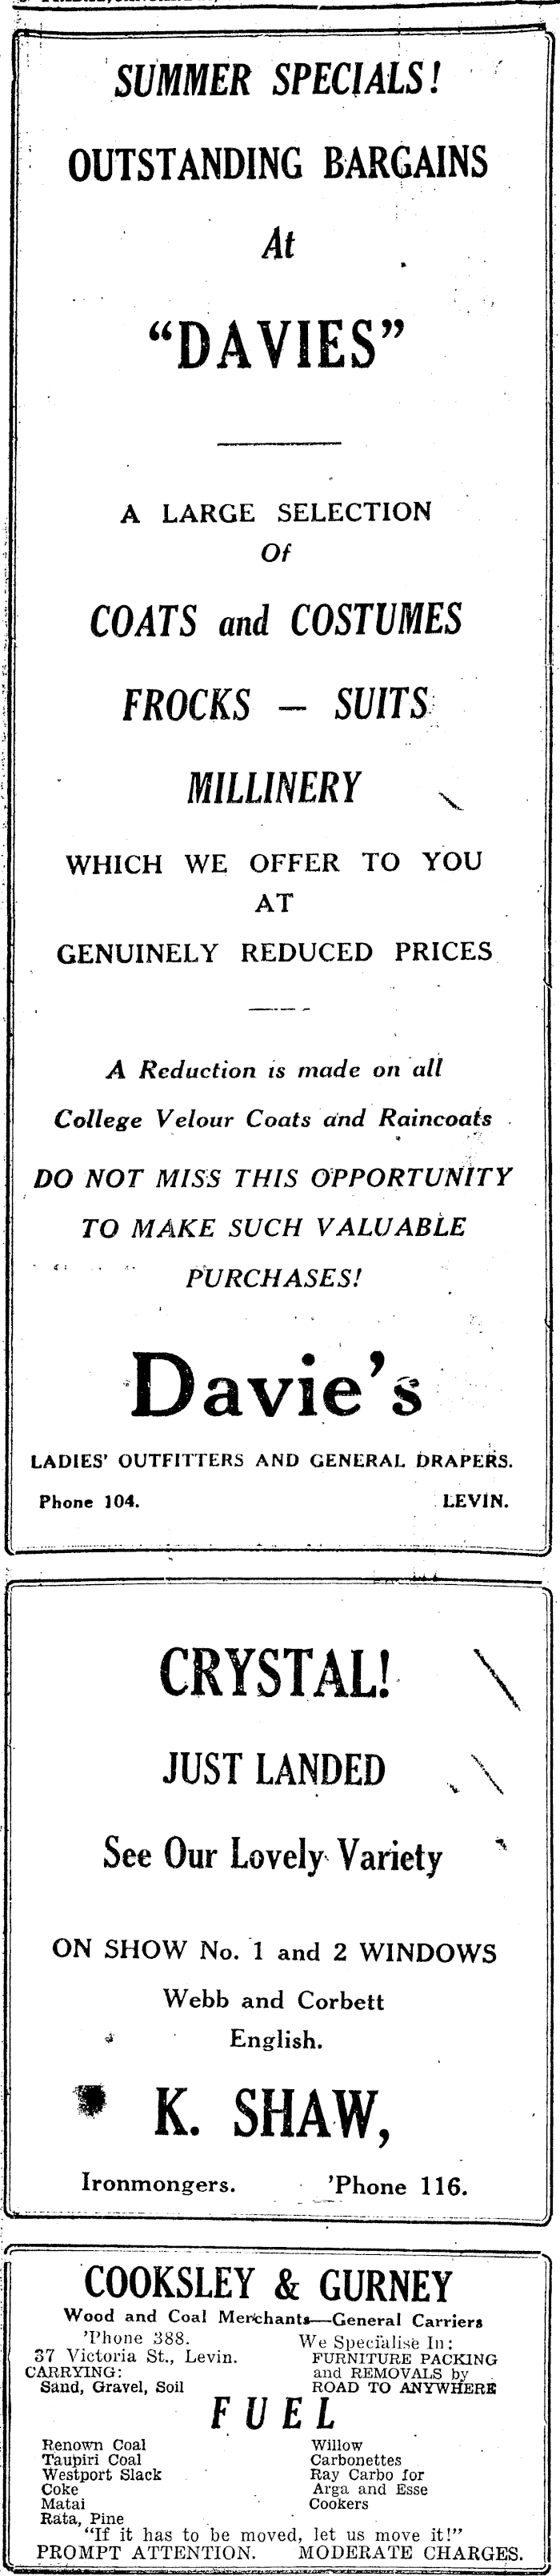 SUMMER SPECIALS!
OUTSTANDING BARGAINS
At
“DAVIES”
A LARGE SELECTION
Of
COATS and COSTUMES
FROCKS — SUITS
MILLINERY
WHICH WE OFFER TO YOU
AT
GENUINELY REDUCED PRICES
A Reduction is made on all
College Velour Coats and Raincoats
DO NOT MISS THIS OPPORTUNITY
TO MAKE SUCH VALUABLE
PURCHASES!
Davie's
LADIES' OUTFITTERS AND GENERAL DRAPERS.
Phone 104. LEVIN.
CRYSTAL!
JUST LANDED
See Our Lovely Variety
ON SHOW No. 1 and 2 WINDOWS
Webb and Corbett
English.
K. SHAW,
Ironmongers. 'Phone 116.
COOKSLEY & GURNEY
Wood and Coal Merchants—General Carriers
'Phone 388.
37 Victoria St., Levin.
CARRYING:
Sand, Gravel, Soil
We Specialise In:
FURNITURE PACKING
and REMOVALS by
ROAD TO ANYWHERE
FUEL
Renown Coal
Taupiri Coal
Westport Slack
Coke
Matai
Rata, Pine
Willow
Carbonettes
Ray Carbo for
Arga and Esse
Cookers
“If it has to be moved, let us move it!”
PROMPT ATTENTION. MODERATE CHARGES.